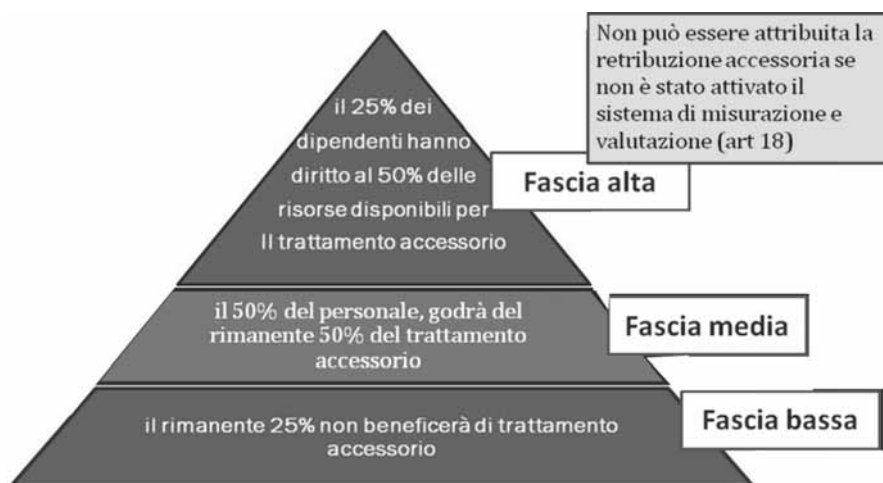 Non può essere attribuita la
retribuzione accessoria se
non è stato attivato il
sistema di misurazione e
valutazione (art 18)
il 25% dei
dipendenti hanno
diritto al 50% delle
risorse disponibili per
Il trattamento accessorio
Fascia alta
il 50% del personale, godrà del
rimanente 50% del trattamento
accessorio
Fascia media
il rimanente 25% non beneficerà di trattamento
accessorio
Fascia bassa